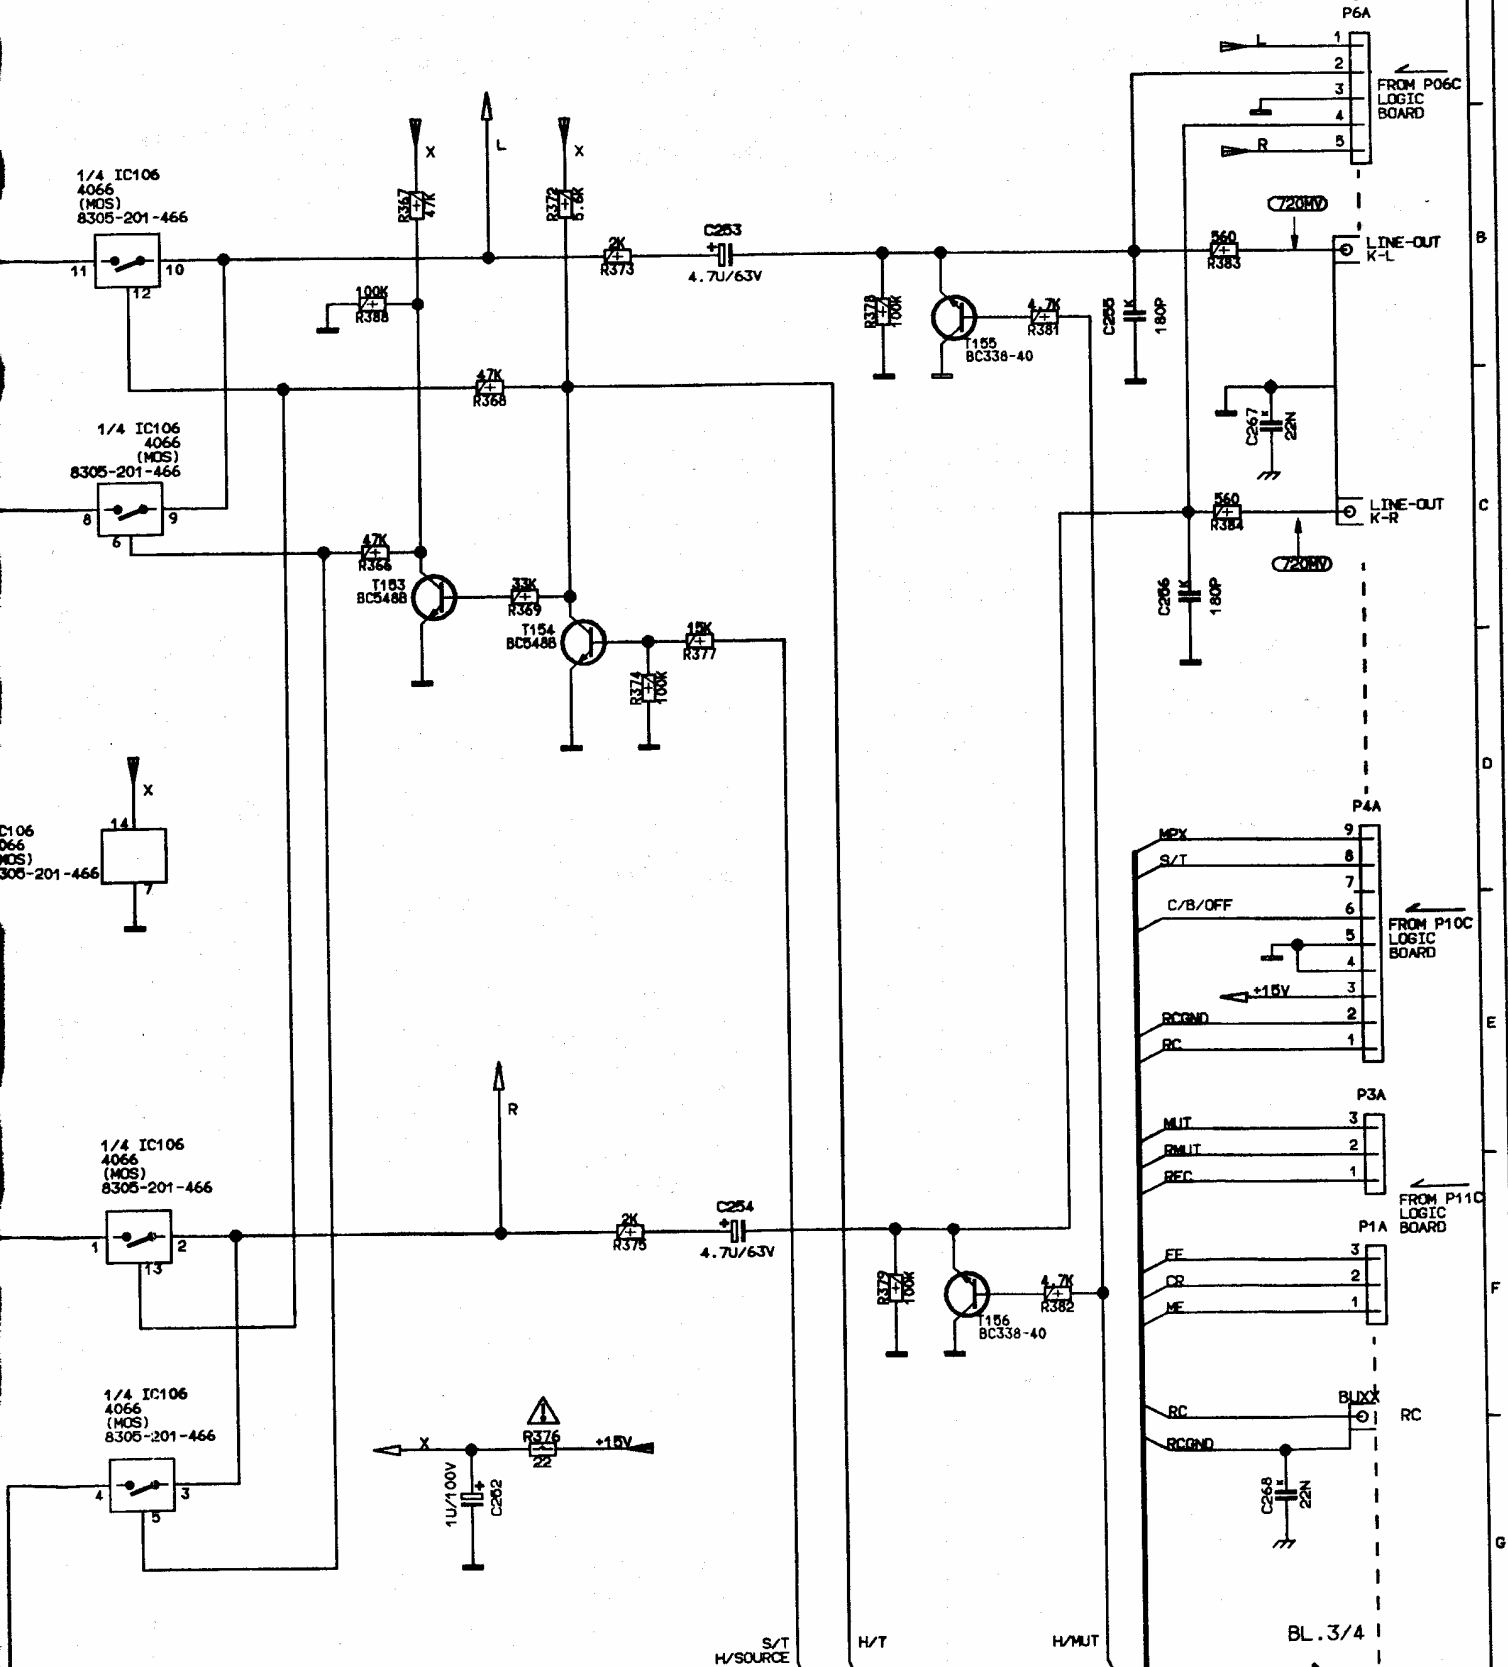 P6A
L
1
2
3
4
5
FROM P06C
LOGIC
BOARD
R
1/4 IC106
4066
(MOS)
8305-201-466
11
10
12
X
R367
47K
L
X
R372
5.6K
2K
R373
C253
+
4.7U/63V
720MV
560
R383
LINE-OUT
K-L
B
100K
R388
R378
100K
4.7K
R381
T155
BC338-40
C255
K
180P
47K
R368
C267
22N
1/4 IC106
4066
(MOS)
8305-201-466
8
9
6
560
R384
LINE-OUT
K-R
C
720MV
47K
R366
T153
BC548B
33K
R369
T154
BC548B
15K
R377
R374
100K
C256
K
180P
D
X
14
7
C106
066
MOS)
305-201-466
P4A
MPX
9
S/T
8
7
C/B/OFF
6
5
4
+15V
3
RCGND
2
RC
1
FROM P10C
LOGIC
BOARD
E
R
P3A
MUT
3
RMUT
2
REC
1
FROM P11C
LOGIC
BOARD
1/4 IC106
4066
(MOS)
8305-201-466
1
2
13
2K
R375
C254
+
4.7U/63V
P1A
3
CR
2
1
F
R379
100K
4.7K
R382
T156
BC338-40
1/4 IC106
4066
(MOS)
8305-201-466
4
3
5
X
R376
22
+15V
1U/100V
+
C252
BUXX
RC
RC
RCGND
C268
22N
G
S/T
H/SOURCE
H/T
H/MUT
BL.3/4